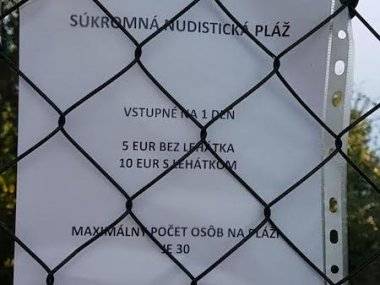 SÚKROMNÁ NUDISTICKÁ PLÁŽ
VSTUPNÉ NA 1 DEŇ
5 EUR BEZ LEHÁTKA
10 EUR S LEHÁTKOM
MAXIMÁLNY POČET OSÔB NA PLÁŽI
JE 30